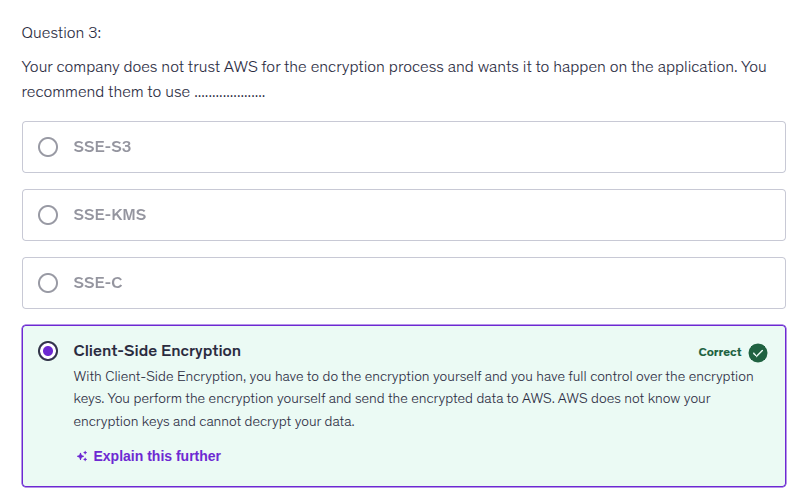 Question 3:
Your company does not trust AWS for the encryption process and wants it to happen on the application. You
recommend them to use ....................
SSE-S3
SSE-KMS
SSE-C
Client-Side Encryption
Correct
With Client-Side Encryption, you have to do the encryption yourself and you have full control over the encryption
keys. You perform the encryption yourself and send the encrypted data to AWS. AWS does not know your
encryption keys and cannot decrypt your data.
Explain this further